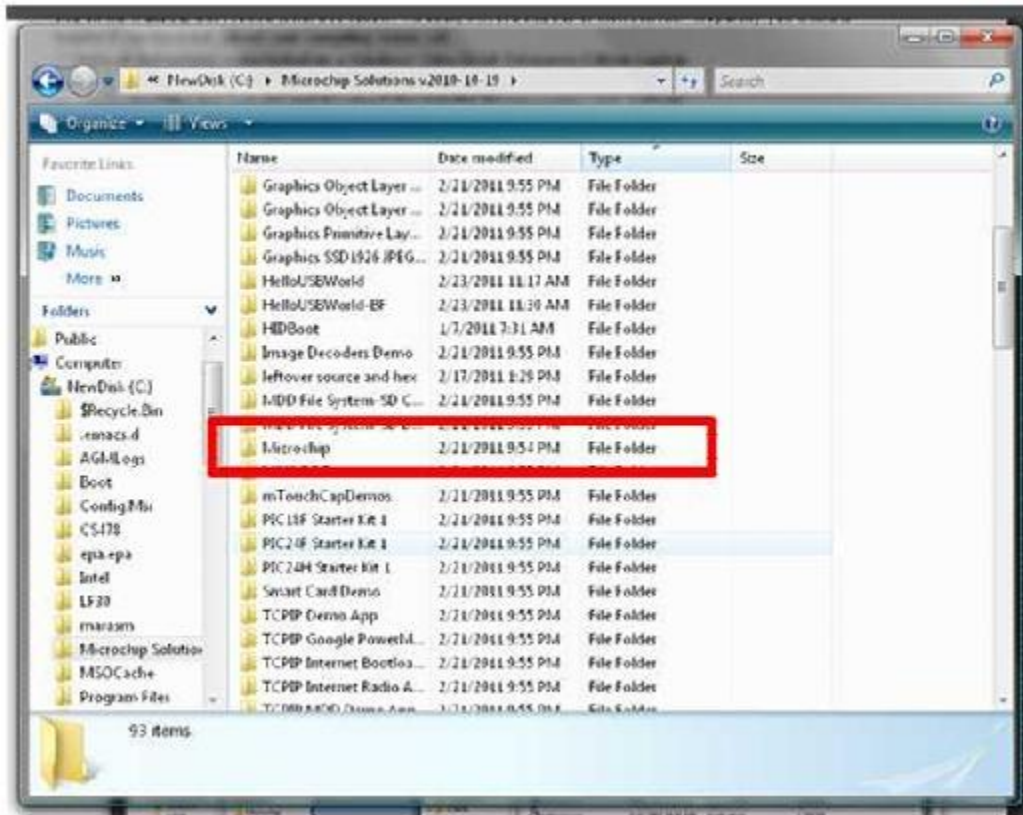 « NewDisk (C:) ▸ Microchip Solutions v2010-10-19 ▸ Search
Organize Views
Favorite Links
Documents
Pictures
Music
More »
Folders
Public
Computer
NewDisk (C:)
$Recycle.Bin
.emacs.d
AGMLogs
Boot
Config.Msi
CS478
epa.epa
Intel
LF30
marasm
Microchip Solution
MSOCache
Program Files
Name Date modified Type Size
Graphics Object Layer ... 2/21/2011 9:55 PM File Folder
Graphics Object Layer ... 2/21/2011 9:55 PM File Folder
Graphics Primitive Lay... 2/21/2011 9:55 PM File Folder
Graphics SSD1926 JPEG... 2/21/2011 9:55 PM File Folder
HelloUSBWorld 2/23/2011 11:17 AM File Folder
HelloUSBWorld-BF 2/23/2011 11:30 AM File Folder
HIDBoot 1/7/2011 7:31 AM File Folder
Image Decoders Demo 2/21/2011 9:55 PM File Folder
leftover source and hex 2/17/2011 1:29 PM File Folder
MDD File System-SD C... 2/21/2011 9:55 PM File Folder
Microchip 2/21/2011 9:54 PM File Folder
mTouchCapDemos 2/21/2011 9:55 PM File Folder
PIC18F Starter Kit 1 2/21/2011 9:55 PM File Folder
PIC24F Starter Kit 1 2/21/2011 9:55 PM File Folder
PIC24H Starter Kit 1 2/21/2011 9:55 PM File Folder
Smart Card Demo 2/21/2011 9:55 PM File Folder
TCPIP Demo App 2/21/2011 9:55 PM File Folder
TCPIP Google PowerM... 2/21/2011 9:55 PM File Folder
TCPIP Internet Bootloa... 2/21/2011 9:55 PM File Folder
TCPIP Internet Radio A... 2/21/2011 9:55 PM File Folder
TCPIP MDD Demo App 2/21/2011 9:55 PM File Folder
93 items